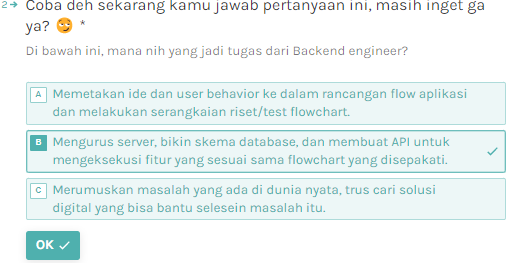 2→ Coba deh sekarang kamu jawab pertanyaan ini, masih inget ga
ya? 🤔 *
Di bawah ini, mana nih yang jadi tugas dari Backend engineer?
A Memetakan ide dan user behavior ke dalam rancangan flow aplikasi
dan melakukan serangkaian riset/test flowchart.
B Mengurus server, bikin skema database, dan membuat API untuk
mengeksekusi fitur yang sesuai sama flowchart yang disepakati.
C Merumuskan masalah yang ada di dunia nyata, trus cari solusi
digital yang bisa bantu selesein masalah itu.
OK ✓